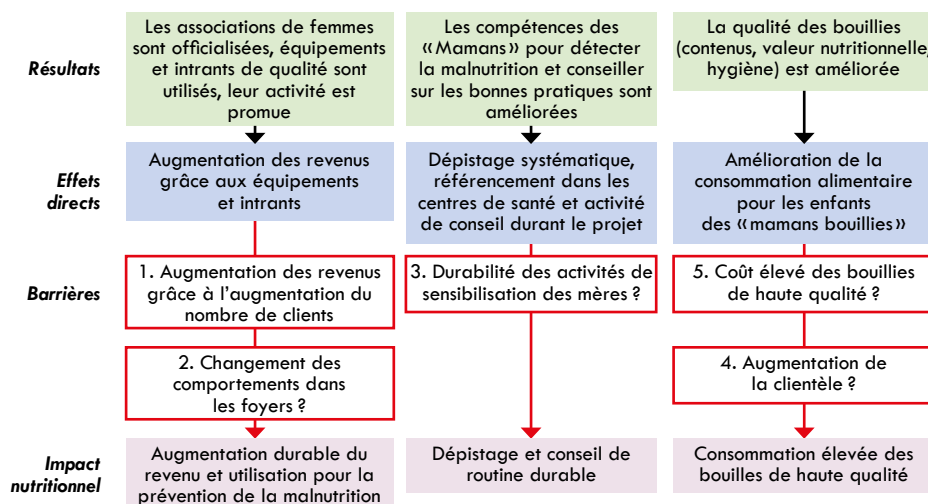 Résultats
Les associations de femmes
sont officialisées, équipements
et intrants de qualité sont
utilisés, leur activité est
promue
Les compétences des
«Mamans» pour détecter
la malnutrition et conseiller
sur les bonnes pratiques sont
améliorées
La qualité des bouillies
(contenus, valeur nutritionnelle,
hygiène) est améliorée
Effets
directs
Augmentation des revenus
grâce aux équipements
et intrants
Dépistage systématique,
référencement dans les
centres de santé et activité
de conseil durant le projet
Amélioration de la
consommation alimentaire
pour les enfants
des «mamans bouillies»
Barrières
1. Augmentation des revenus
grâce à l'augmentation du
nombre de clients
3. Durabilité des activités de
sensibilisation des mères ?
5. Coût élevé des bouillies
de haute qualité ?
2. Changement des
comportements dans
les foyers ?
4. Augmentation de
la clientèle ?
Impact
nutritionnel
Augmentation durable du
revenu et utilisation pour la
prévention de la malnutrition
Dépistage et conseil de
routine durable
Consommation élevée des
bouilles de haute qualité